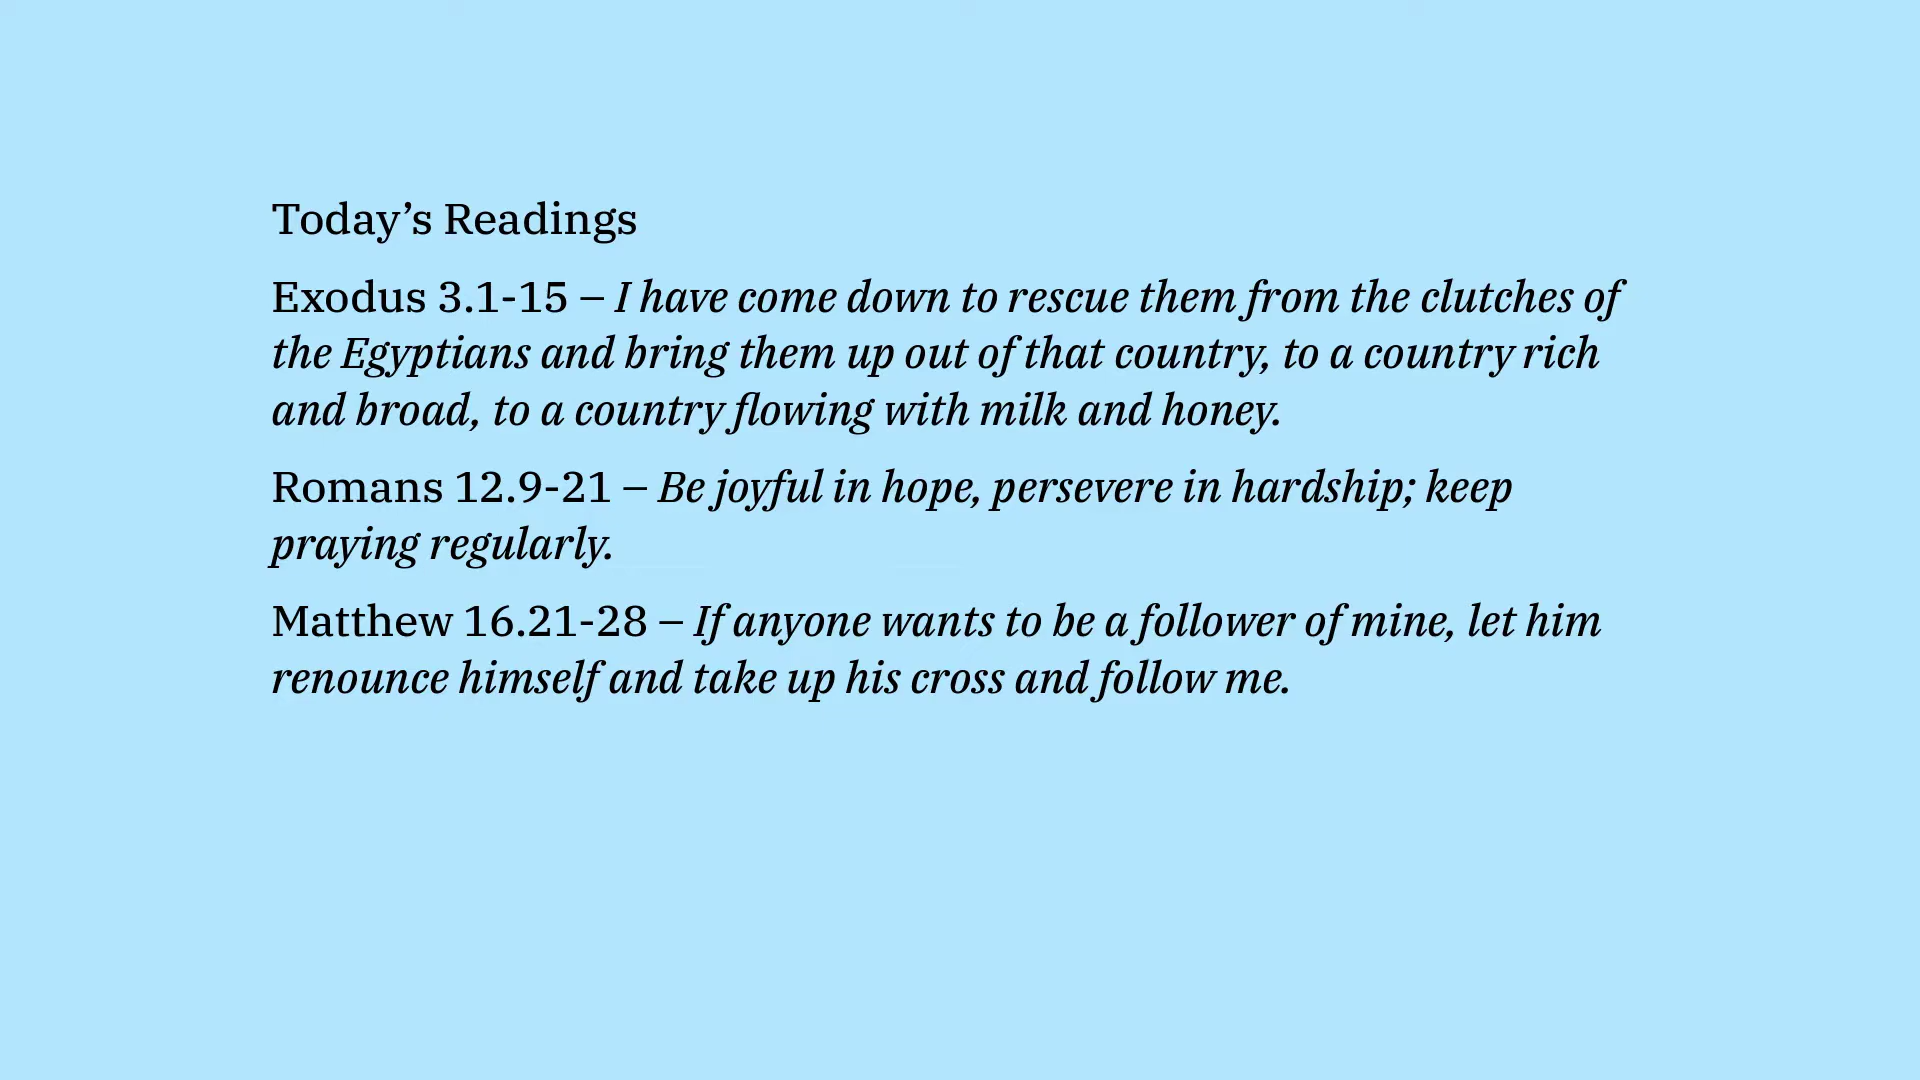 Today’s Readings
Exodus 3.1-15 – I have come down to rescue them from the clutches of
the Egyptians and bring them up out of that country, to a country rich
and broad, to a country flowing with milk and honey.
Romans 12.9-21 – Be joyful in hope, persevere in hardship; keep
praying regularly.
Matthew 16.21-28 – If anyone wants to be a follower of mine, let him
renounce himself and take up his cross and follow me.